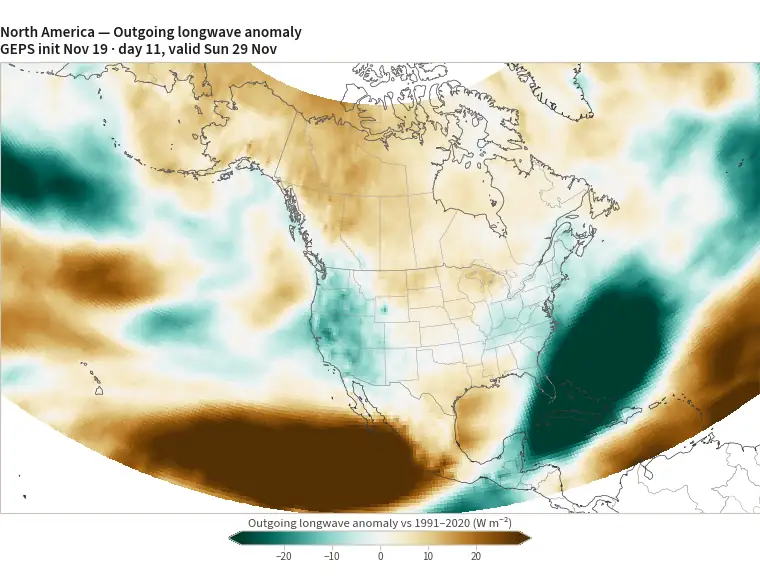 North America — Outgoing longwave anomaly
GEPS init Nov 19 · day 11, valid Sun 29 Nov
Outgoing longwave anomaly vs 1991–2020 (W m⁻²)
−20 −10 0 10 20